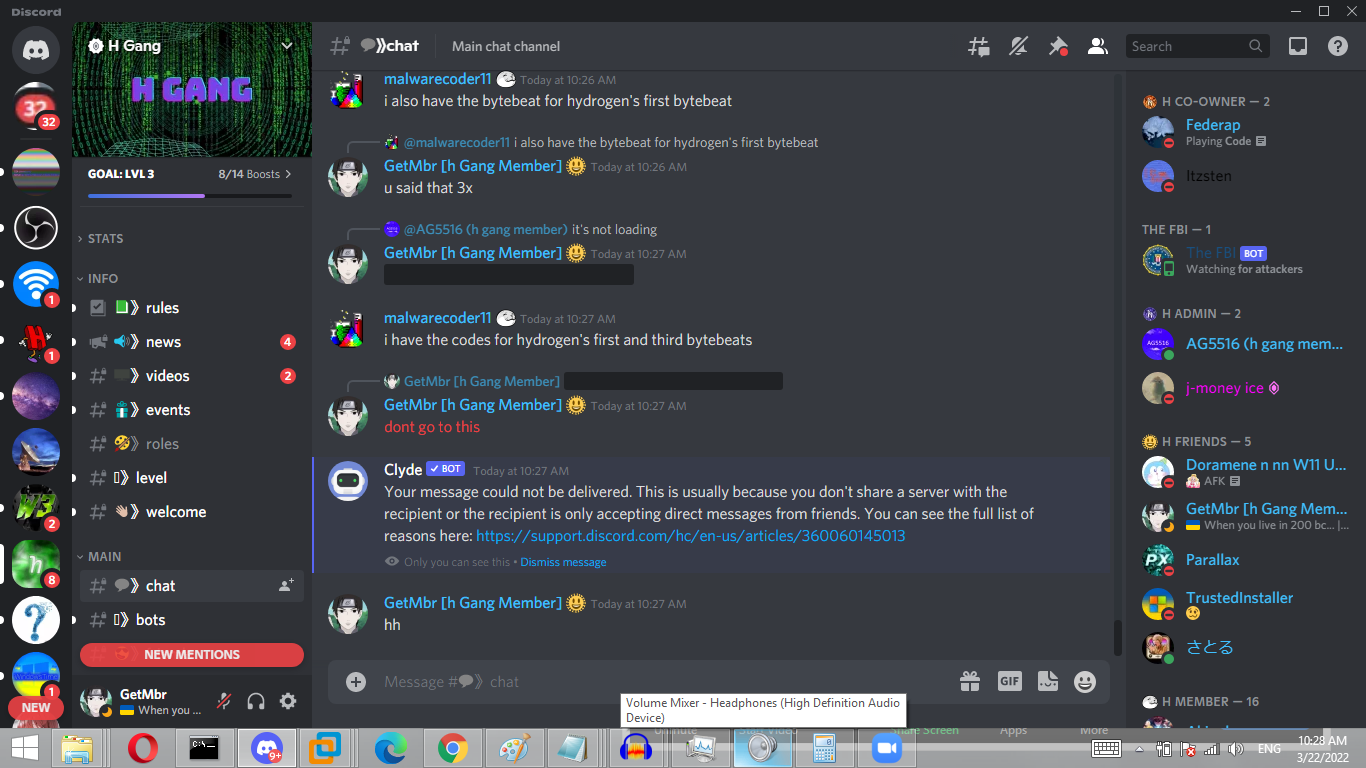 Discord
H Gang
H GANG
GOAL: LVL 3
8/14 Boosts
STATS
INFO
rules
news
4
videos
2
events
roles
level
welcome
MAIN
chat
bots
NEW MENTIONS
GetMbr
When you ...
32
32
1
1
W3
2
h
8
?
1
NEW
chat
Main chat channel
Search
malwarecoder11 Today at 10:26 AM
i also have the bytebeat for hydrogen's first bytebeat
@malwarecoder11 i also have the bytebeat for hydrogen's first bytebeat
GetMbr [h Gang Member] Today at 10:26 AM
u said that 3x
@AG5516 (h gang member) it's not loading
GetMbr [h Gang Member] Today at 10:27 AM
malwarecoder11 Today at 10:27 AM
i have the codes for hydrogen's first and third bytebeats
GetMbr [h Gang Member]
GetMbr [h Gang Member] Today at 10:27 AM
dont go to this
Clyde BOT Today at 10:27 AM
Your message could not be delivered. This is usually because you don't share a server with the
recipient or the recipient is only accepting direct messages from friends. You can see the full list of
reasons here: https://support.discord.com/hc/en-us/articles/360060145013
Only you can see this • Dismiss message
GetMbr [h Gang Member] Today at 10:27 AM
hh
Message #💬》chat
GIF
H CO-OWNER — 2
Federap
Playing Code
Itzsten
THE FBI — 1
The FBI BOT
Watching for attackers
H ADMIN — 2
AG5516
AG5516 (h gang mem...
j-money ice
H FRIENDS — 5
Doramene n nn W11 U...
AFK
GetMbr [h Gang Mem...
When you live in 200 bc... |...
PX
Parallax
TrustedInstaller
さとる
H MEMBER — 16
Volume Mixer - Headphones (High Definition Audio
Device)
Apps
More
9+
ENG
10:28 AM
3/22/2022